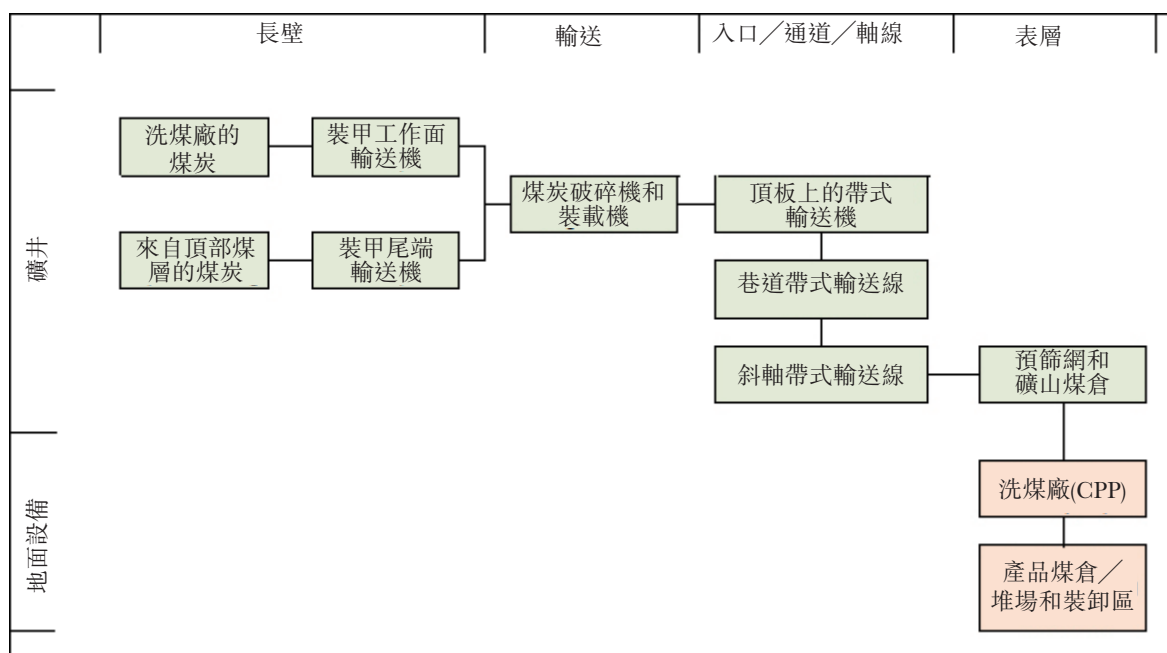 長壁
輸送
入口／通道／軸線
表層
礦井
洗煤廠的
煤炭
裝甲工作面
輸送機
煤炭破碎機和
裝載機
頂板上的帶式
輸送機
來自頂部煤
層的煤炭
裝甲尾端
輸送機
巷道帶式輸送線
斜軸帶式輸送線
預篩網和
礦山煤倉
地面設備
洗煤廠(CPP)
產品煤倉／
堆場和裝卸區